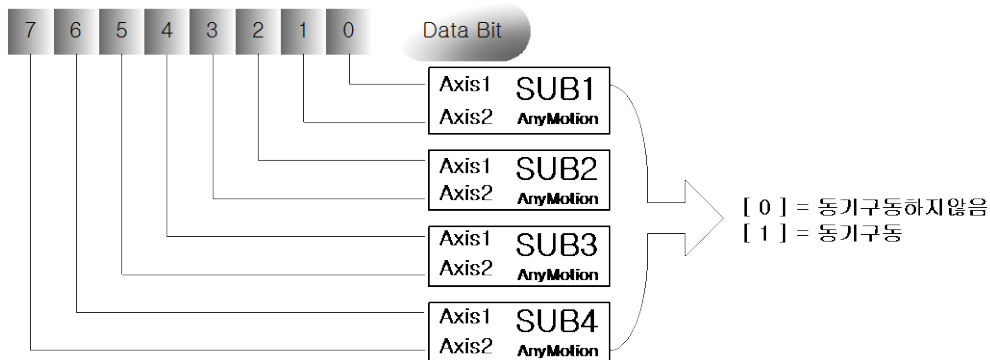 7 6 5 4 3 2 1 0 Data Bit
Axis1 SUB1
Axis2 AnyMotion
Axis1 SUB2
Axis2 AnyMotion
[ 0 ] = 동기구동하지않음
[ 1 ] = 동기구동
Axis1 SUB3
Axis2 AnyMotion
Axis1 SUB4
Axis2 AnyMotion